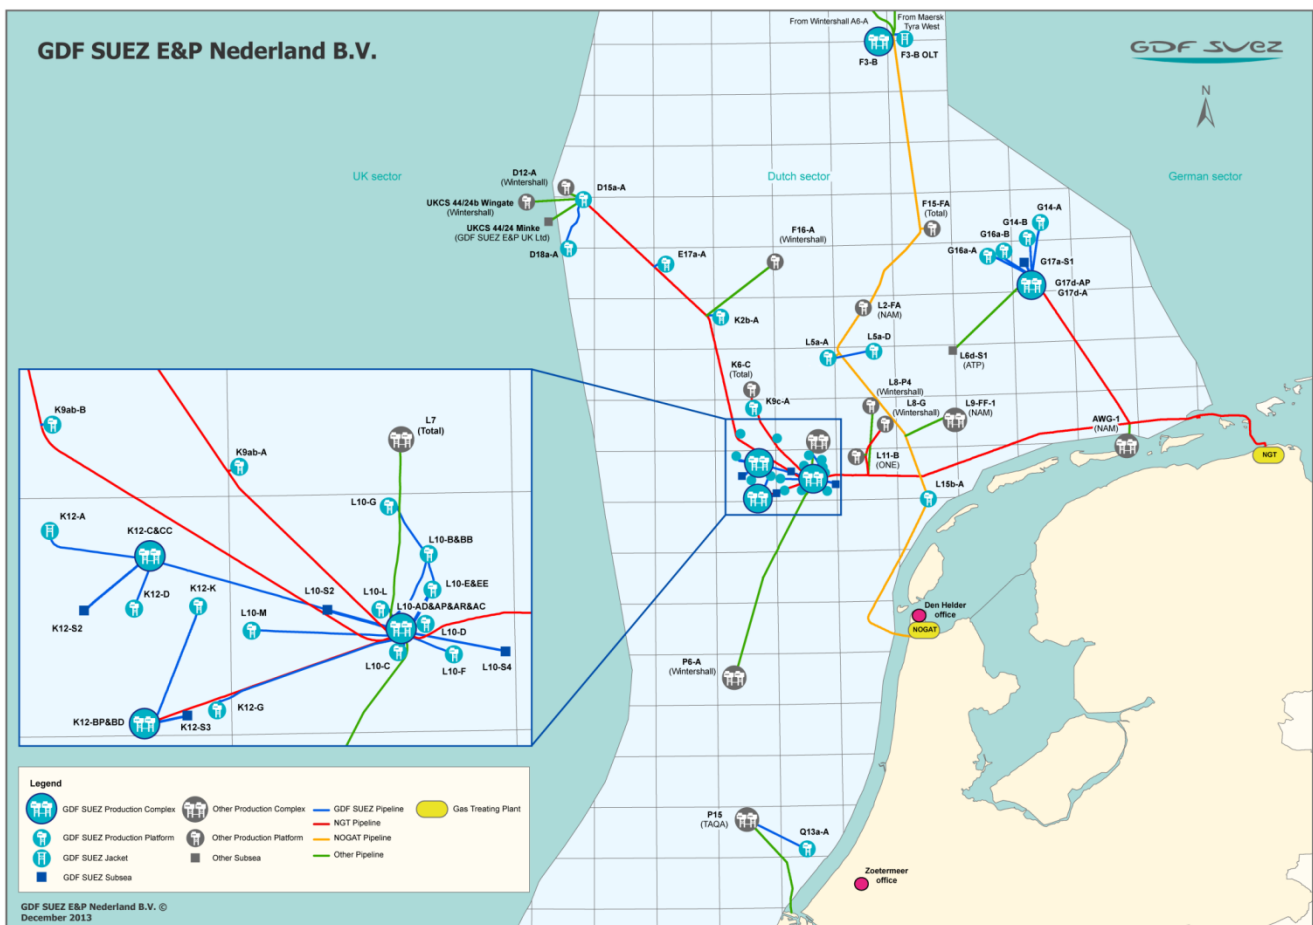 GDF SUEZ E&P Nederland B.V.
From Wintershall A6-A
From Maersk
Tyra West
F3-B
F3-B OLT
GDF SUEZ
N
UK sector
Dutch sector
German sector
D12-A
(Wintershall)
D15a-A
UKCS 44/24b Wingate
(Wintershall)
UKCS 44/24 Minke
(GDF SUEZ E&P UK Ltd)
D18a-A
E17a-A
F16-A
(Wintershall)
F15-FA
(Total)
G14-A
G14-B
G16a-B
G16a-A
G17a-S1
G17d-AP
G17d-A
K2b-A
L2-FA
(NAM)
L5a-A
L5a-D
L6d-S1
(ATP)
K6-C
(Total)
K9c-A
L8-P4
(Wintershall)
L8-G
(Wintershall)
L9-FF-1
(NAM)
AWG-1
(NAM)
L11-B
(ONE)
L15b-A
NGT
Den Helder
office
NOGAT
P6-A
(Wintershall)
P15
(TAQA)
Q13a-A
Zoetermeer
office
K9ab-B
K9ab-A
L7
(Total)
L10-G
K12-A
K12-C&CC
L10-B&BB
L10-E&EE
K12-D
K12-K
L10-S2
L10-L
K12-S2
L10-M
L10-AD&AP&AR&AC
L10-D
L10-C
L10-F
L10-S4
K12-BP&BD
K12-S3
K12-G
Legend
GDF SUEZ Production Complex
Other Production Complex
GDF SUEZ Pipeline
Gas Treating Plant
NGT Pipeline
GDF SUEZ Production Platform
Other Production Platform
NOGAT Pipeline
GDF SUEZ Jacket
Other Subsea
Other Pipeline
GDF SUEZ Subsea
GDF SUEZ E&P Nederland B.V. ©
December 2013